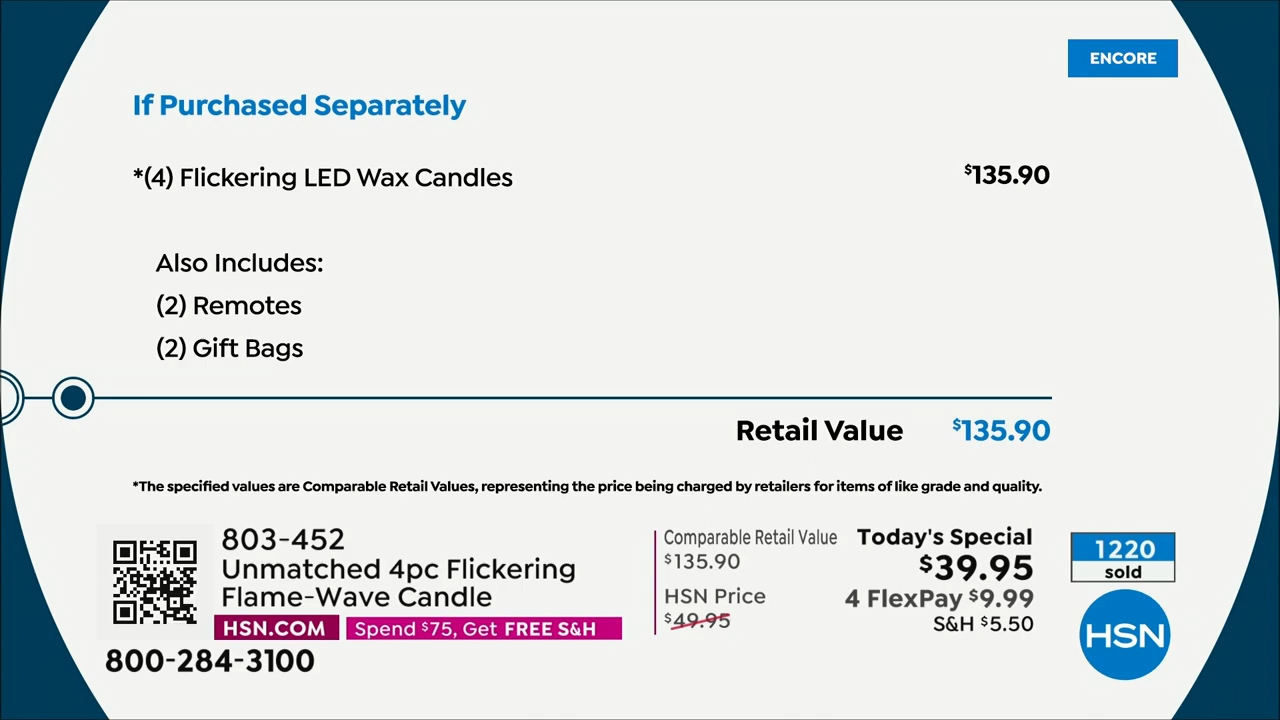 ENCORE
If Purchased Separately
*(4) Flickering LED Wax Candles $135.90
Also Includes:
(2) Remotes
(2) Gift Bags
Retail Value $135.90
*The specified values are Comparable Retail Values, representing the price being charged by retailers for items of like grade and quality.
803-452
Unmatched 4pc Flickering
Flame-Wave Candle
HSN.COM Spend $75, Get FREE S&H
800-284-3100
Comparable Retail Value
$135.90
HSN Price
$49.95
Today's Special
$39.95
4 FlexPay $9.99
S&H $5.50
1220
sold
HSN